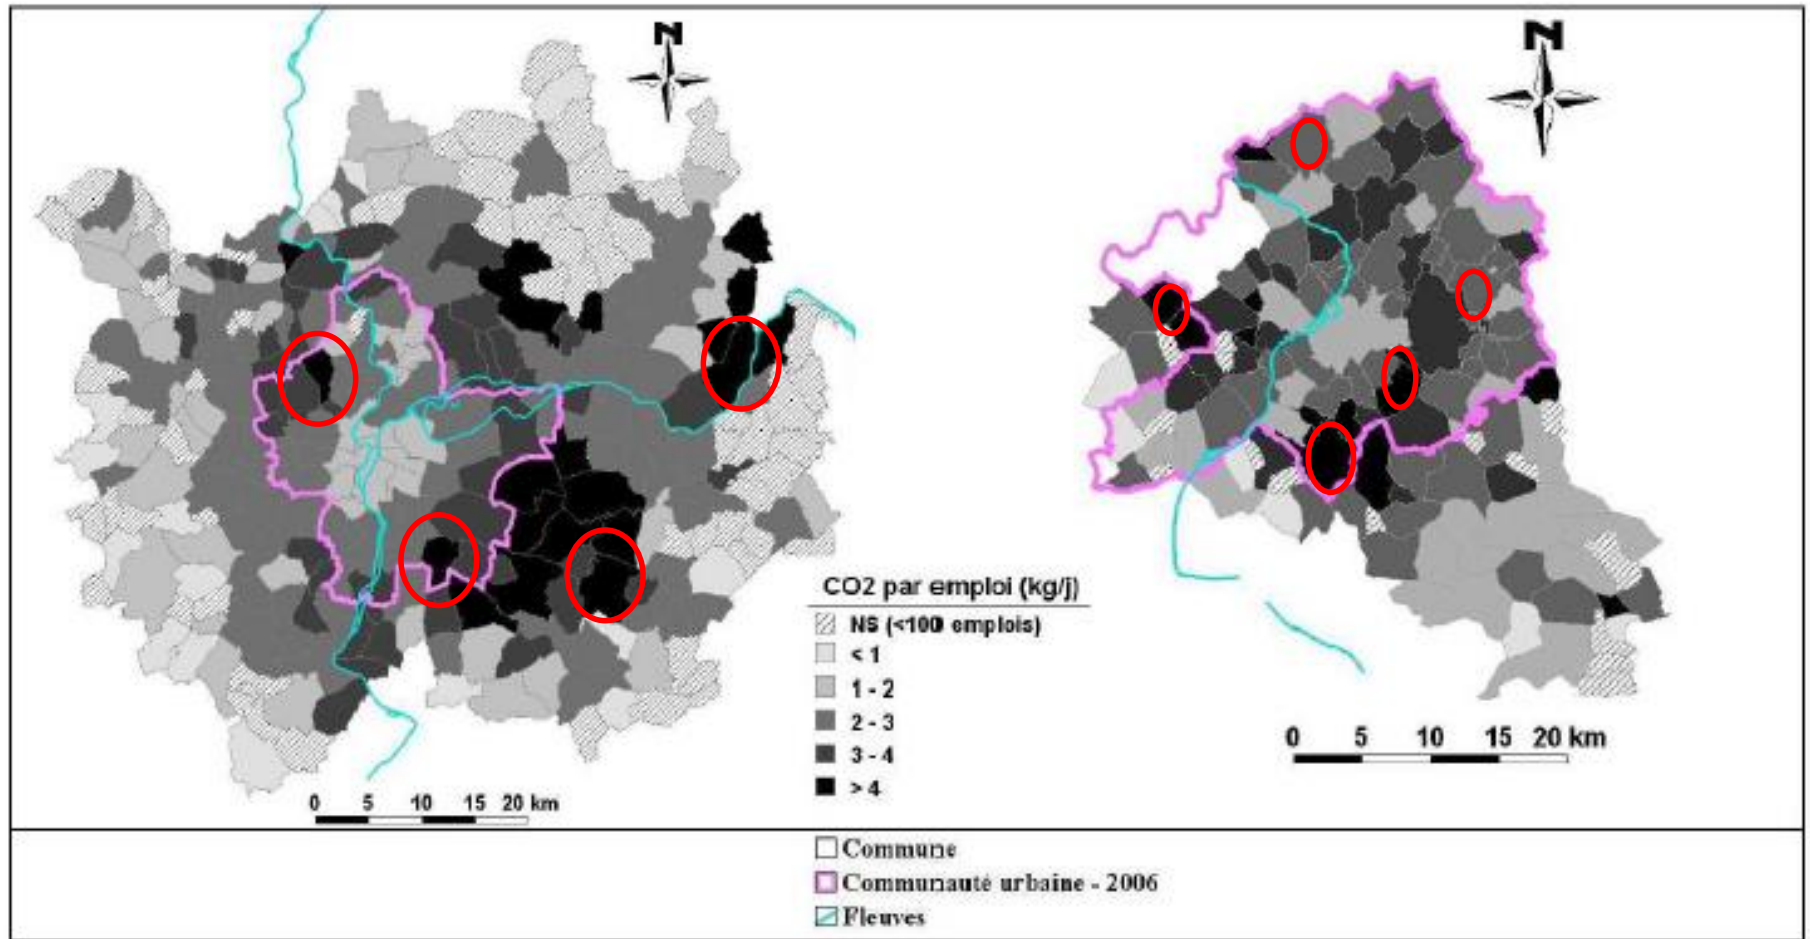 N
N
CO2 par emploi (kg/j)
NS (<100 emplois)
< 1
1 - 2
2 - 3
3 - 4
> 4
0 5 10 15 20 km
0 5 10 15 20 km
Commune
Communauté urbaine - 2006
Fleuves